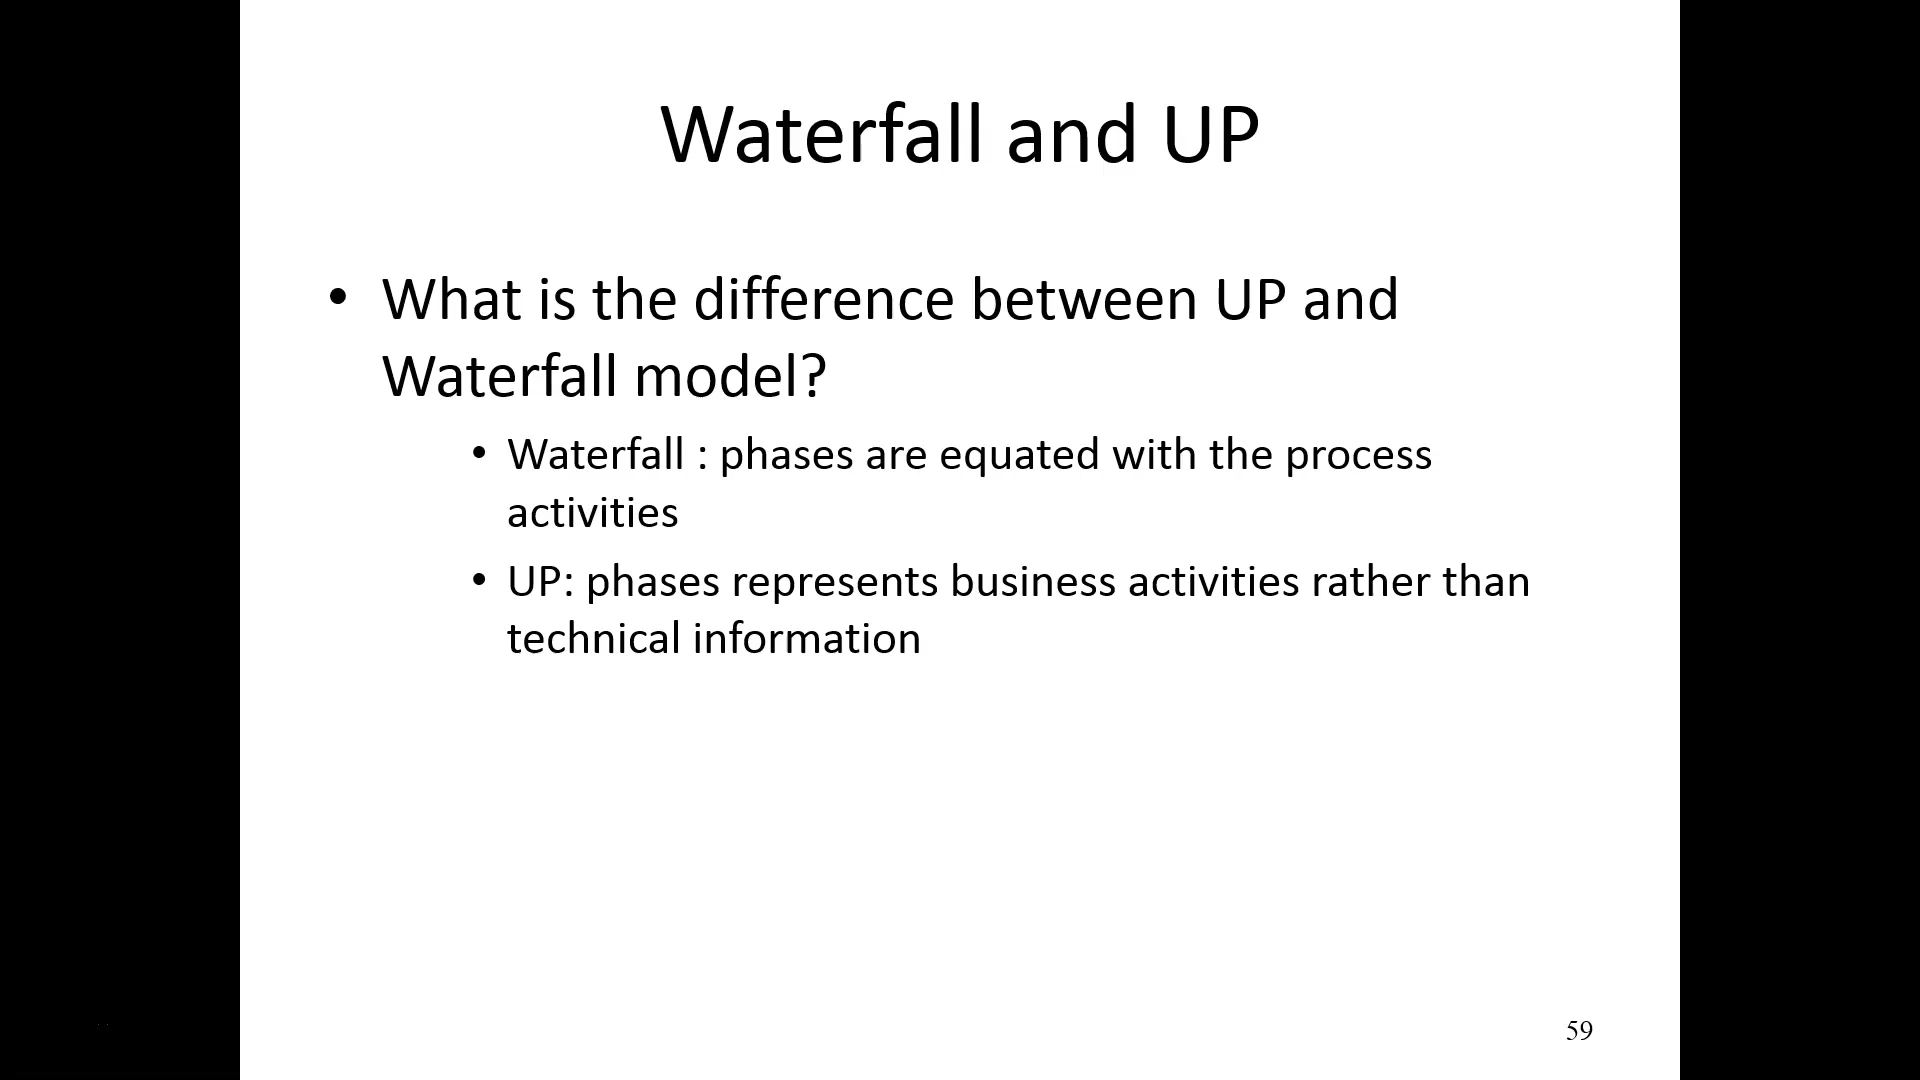 Waterfall and UP
• What is the difference between UP and
Waterfall model?
• Waterfall : phases are equated with the process
activities
• UP: phases represents business activities rather than
technical information
59